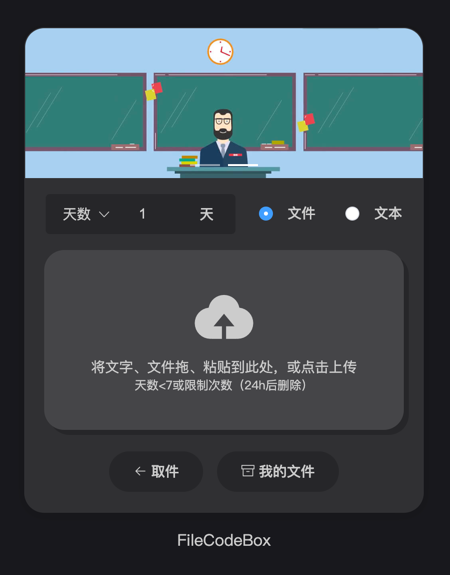 天数 1 天 文件 文本
将文字、文件拖、粘贴到此处，或点击上传
天数<7或限制次数（24h后删除）
取件 我的文件
FileCodeBox